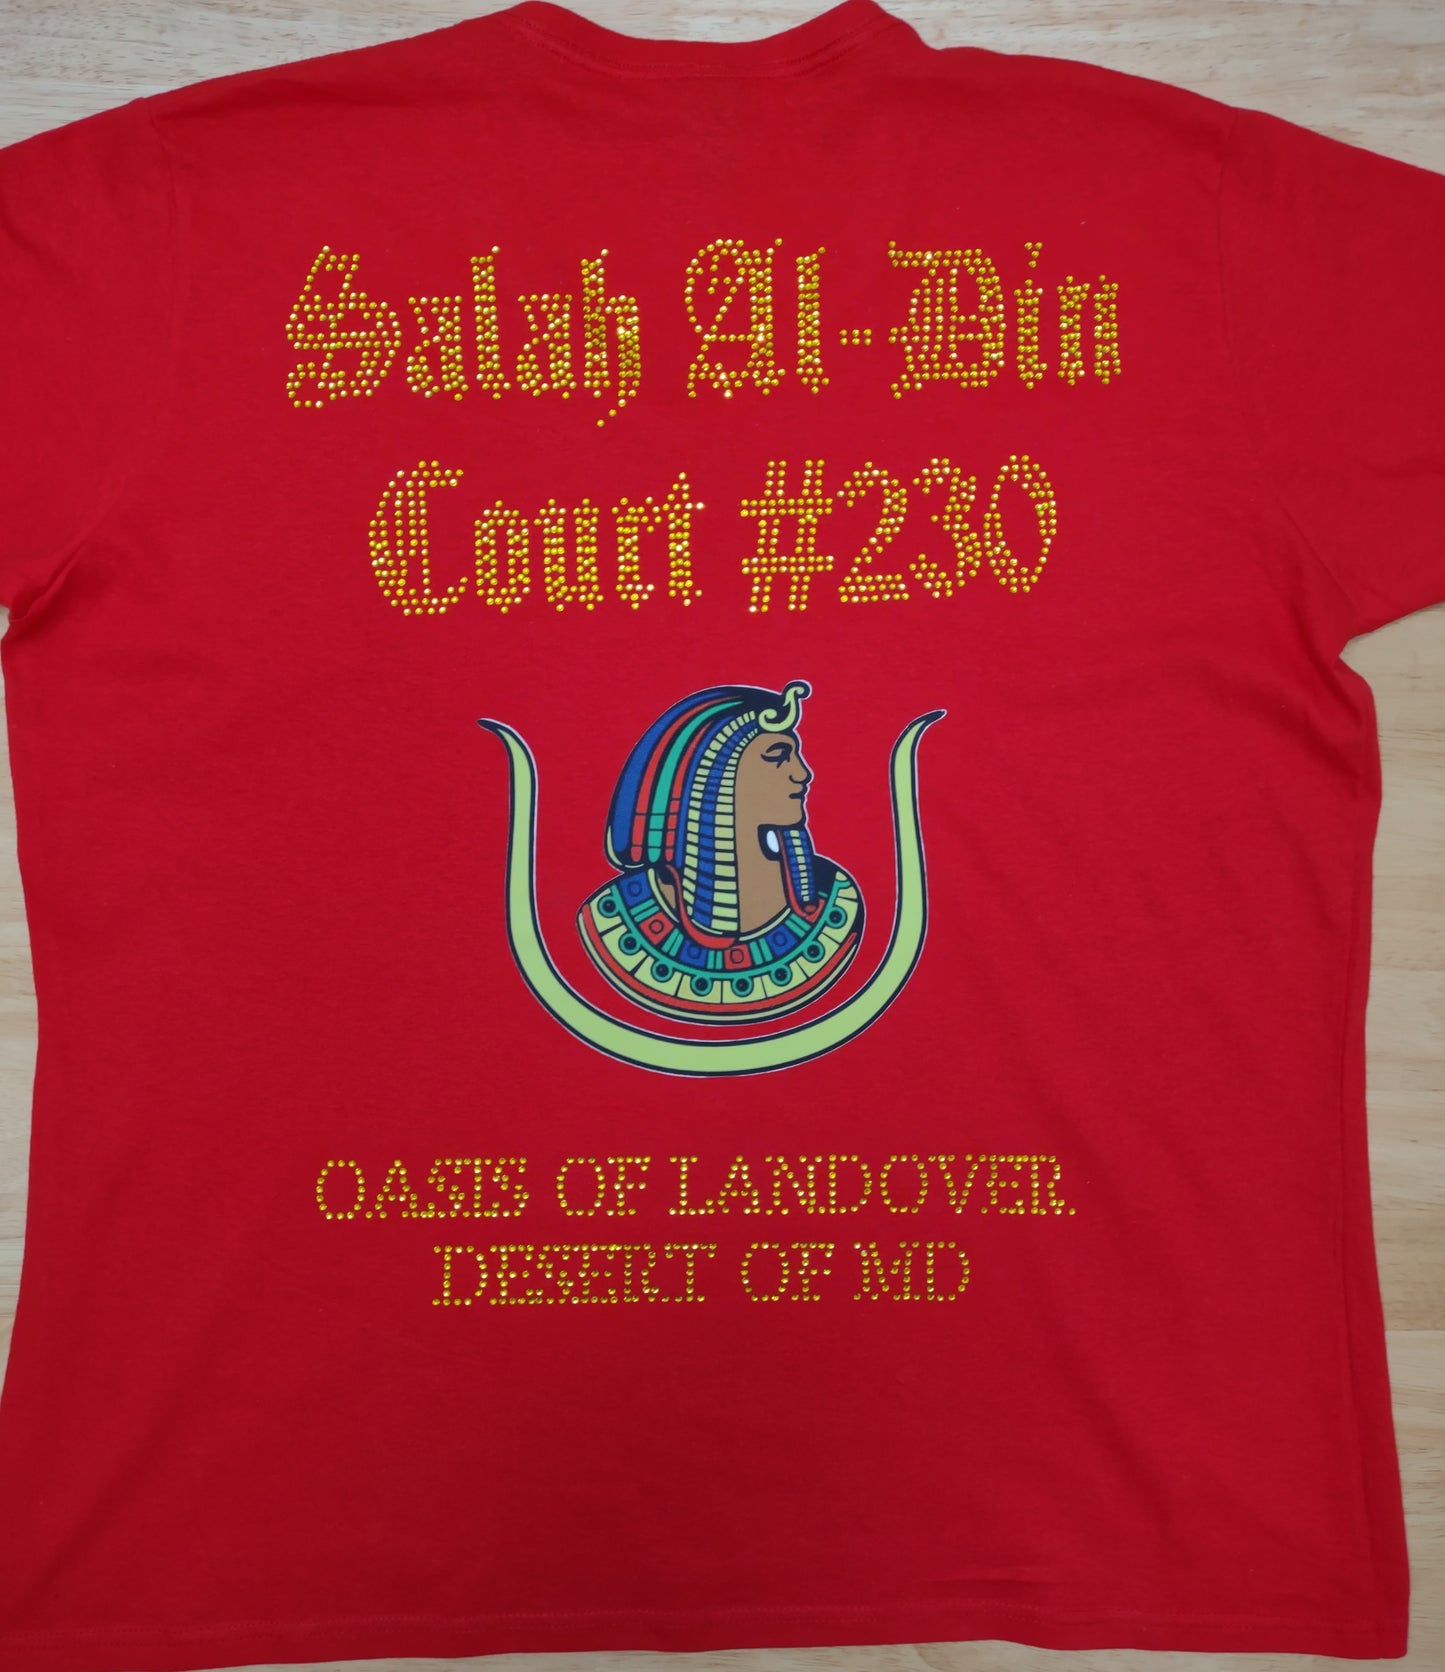 Salah Al-Din
Court #230
OASIS OF LANDOVER
DESERT OF MD